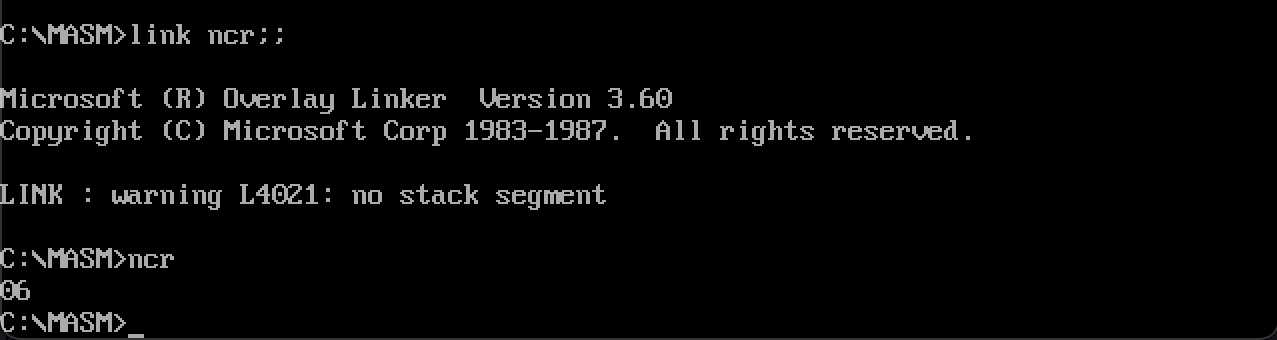 C:\MASM>link ncr;;
Microsoft (R) Overlay Linker  Version 3.60
Copyright (C) Microsoft Corp 1983-1987.  All rights reserved.
LINK : warning L4021: no stack segment
C:\MASM>ncr
06
C:\MASM>_